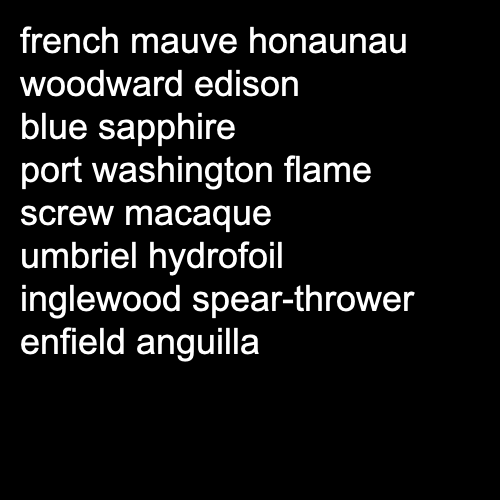 french mauve honaunau
woodward edison
blue sapphire
port washington flame
screw macaque
umbriel hydrofoil
inglewood spear-thrower
enfield anguilla